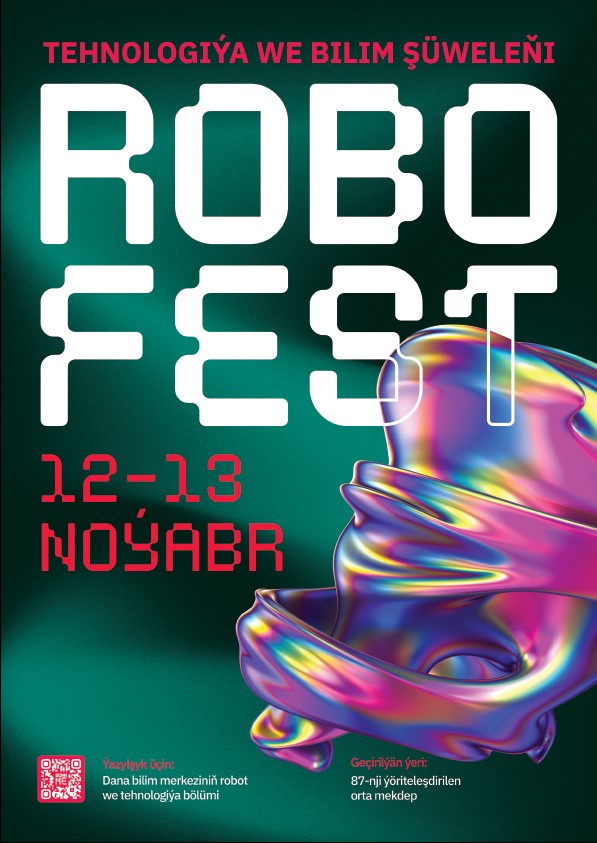 TEHNOLOGIÝA WE BILIM ŞÜWELEŇI
ROBO
FEST
12-13
NOÝABR
Ýazylyşyk üçin:
Dana bilim merkeziniň robot
we tehnologiýa bölümi
Geçirilýän ýeri:
87-nji ýöriteleşdirilen
orta mekdep